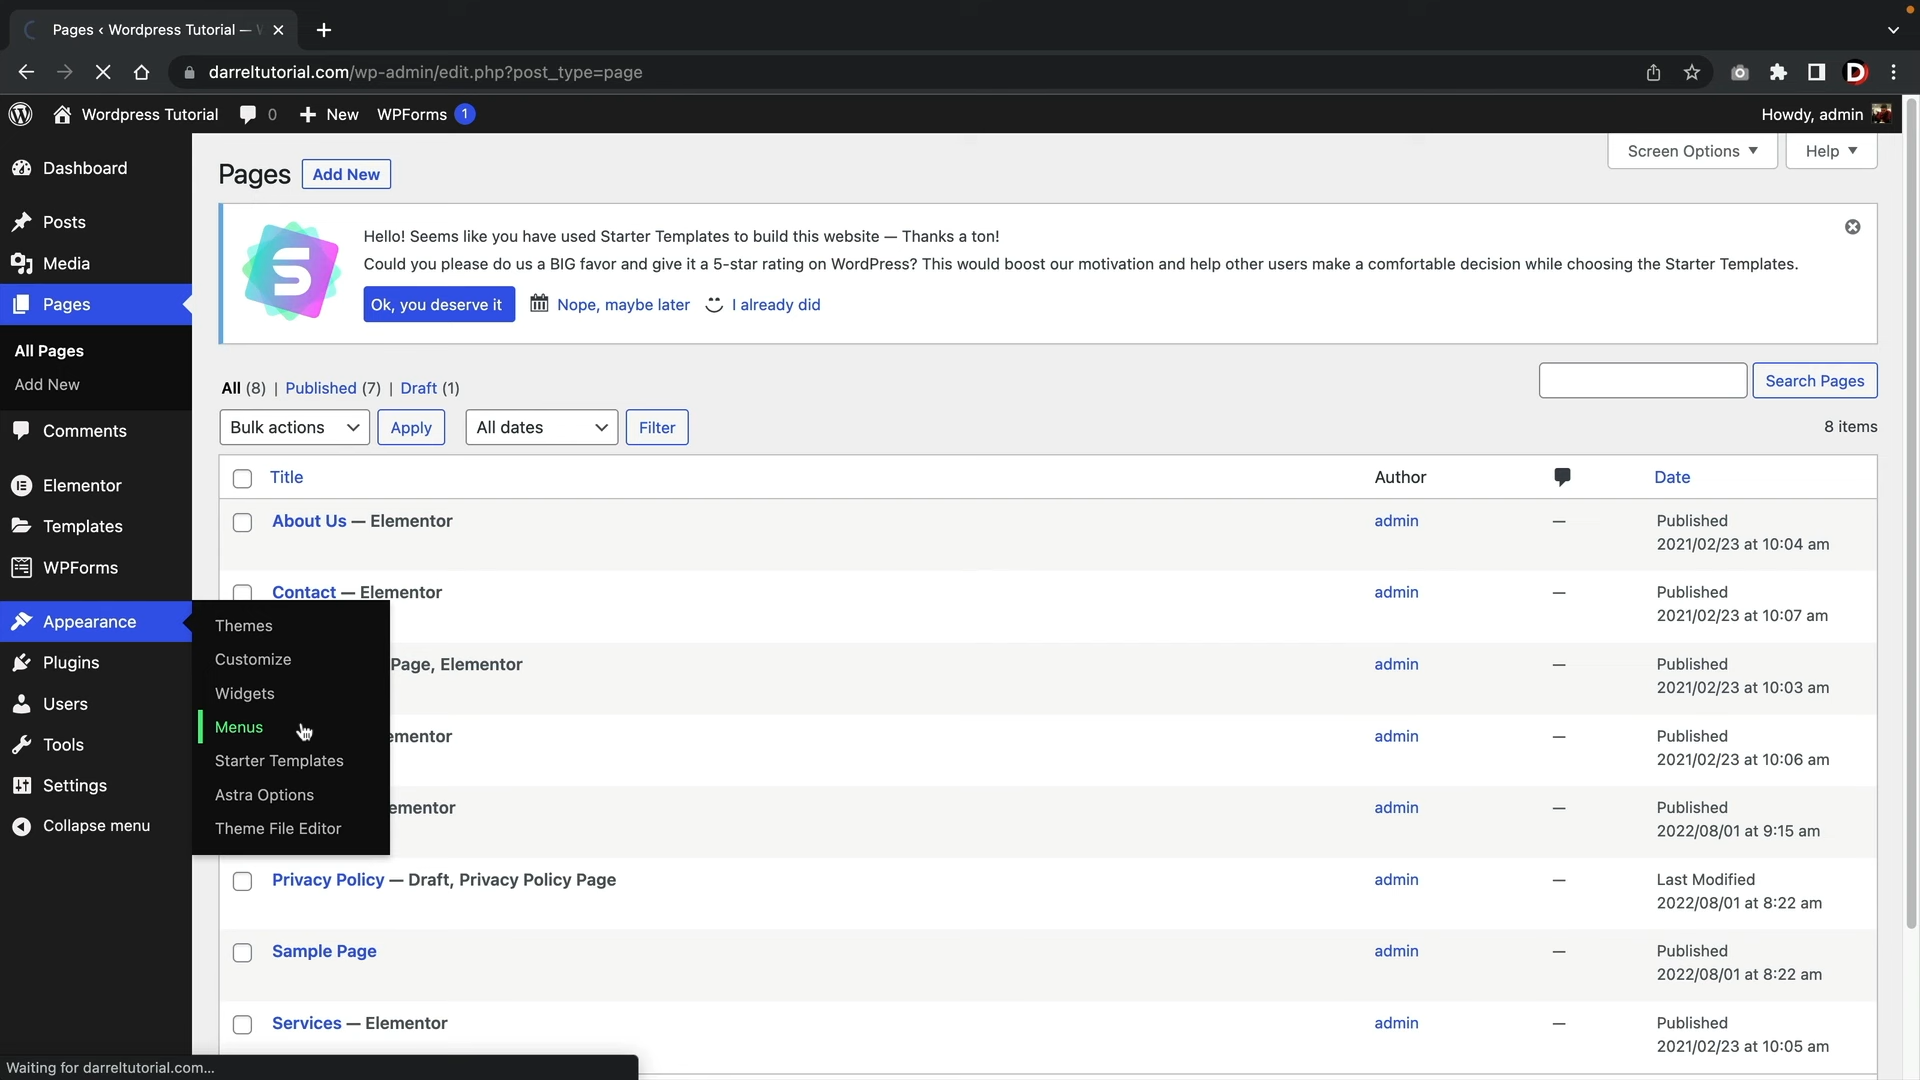 Pages ‹ Wordpress Tutorial —
darreltutorial.com/wp-admin/edit.php?post_type=page
Wordpress Tutorial 0 New WPForms 1
Howdy, admin
Dashboard
Posts
Media
Pages
All Pages
Add New
Comments
Elementor
Templates
WPForms
Appearance
Plugins
Users
Tools
Settings
Collapse menu
Themes
Customize
Widgets
Menus
Starter Templates
Astra Options
Theme File Editor
Screen Options Help
Pages Add New
Hello! Seems like you have used Starter Templates to build this website — Thanks a ton!
Could you please do us a BIG favor and give it a 5-star rating on WordPress? This would boost our motivation and help other users make a comfortable decision while choosing the Starter Templates.
Ok, you deserve it Nope, maybe later I already did
All (8) | Published (7) | Draft (1)
Search Pages
Bulk actions Apply All dates Filter
8 items
Title Author Date
About Us — Elementor admin — Published
2021/02/23 at 10:04 am
Contact — Elementor admin — Published
2021/02/23 at 10:07 am
Page, Elementor admin — Published
2021/02/23 at 10:03 am
ementor admin — Published
2021/02/23 at 10:06 am
ementor admin — Published
2022/08/01 at 9:15 am
Privacy Policy — Draft, Privacy Policy Page admin — Last Modified
2022/08/01 at 8:22 am
Sample Page admin — Published
2022/08/01 at 8:22 am
Services — Elementor admin — Published
2021/02/23 at 10:05 am
Waiting for darreltutorial.com...